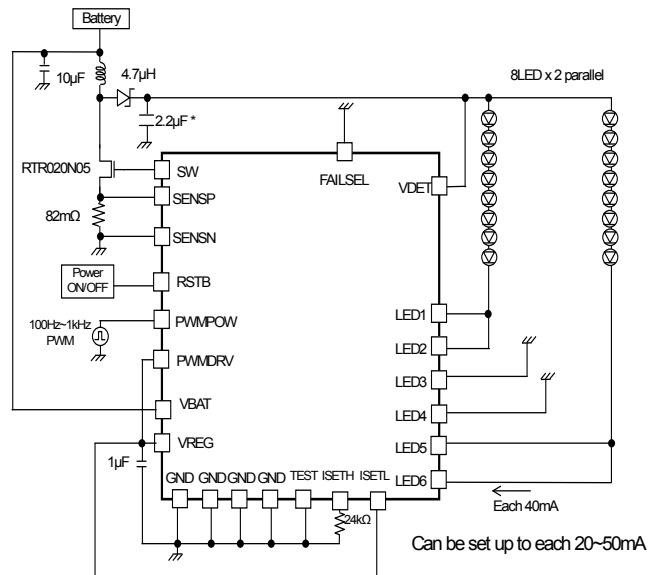 Battery
10µF
4.7µH
8LED x 2 parallel
2.2µF *
RTR020N05
SW
FAILSEL
SENSP
VDET
82mΩ
SENSN
Power
ON/OFF
RSTB
LED1
100Hz~1kHz
PWM
PWMPOW
LED2
PWMDRV
LED3
VBAT
LED4
VREG
LED5
1µF
GND GND GND GND TEST ISETH ISETL
LED6
24kΩ
Each 40mA
Can be set up to each 20~50mA